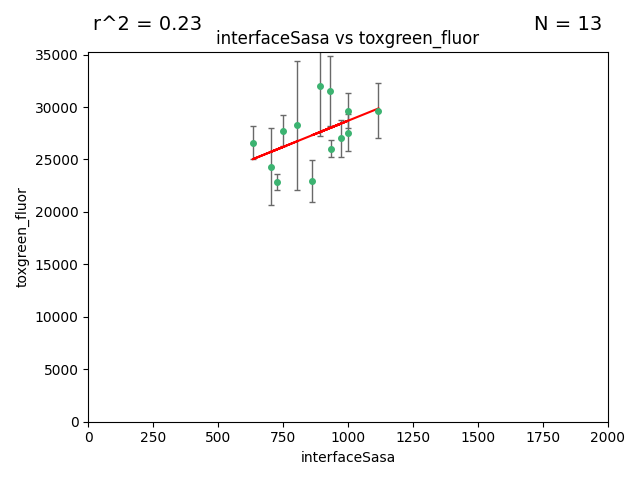 r^2 = 0.23
N = 13
interfaceSasa vs toxgreen_fluor
35000
30000
25000
20000
15000
10000
5000
0
toxgreen_fluor
0 250 500 750 1000 1250 1500 1750 2000
interfaceSasa